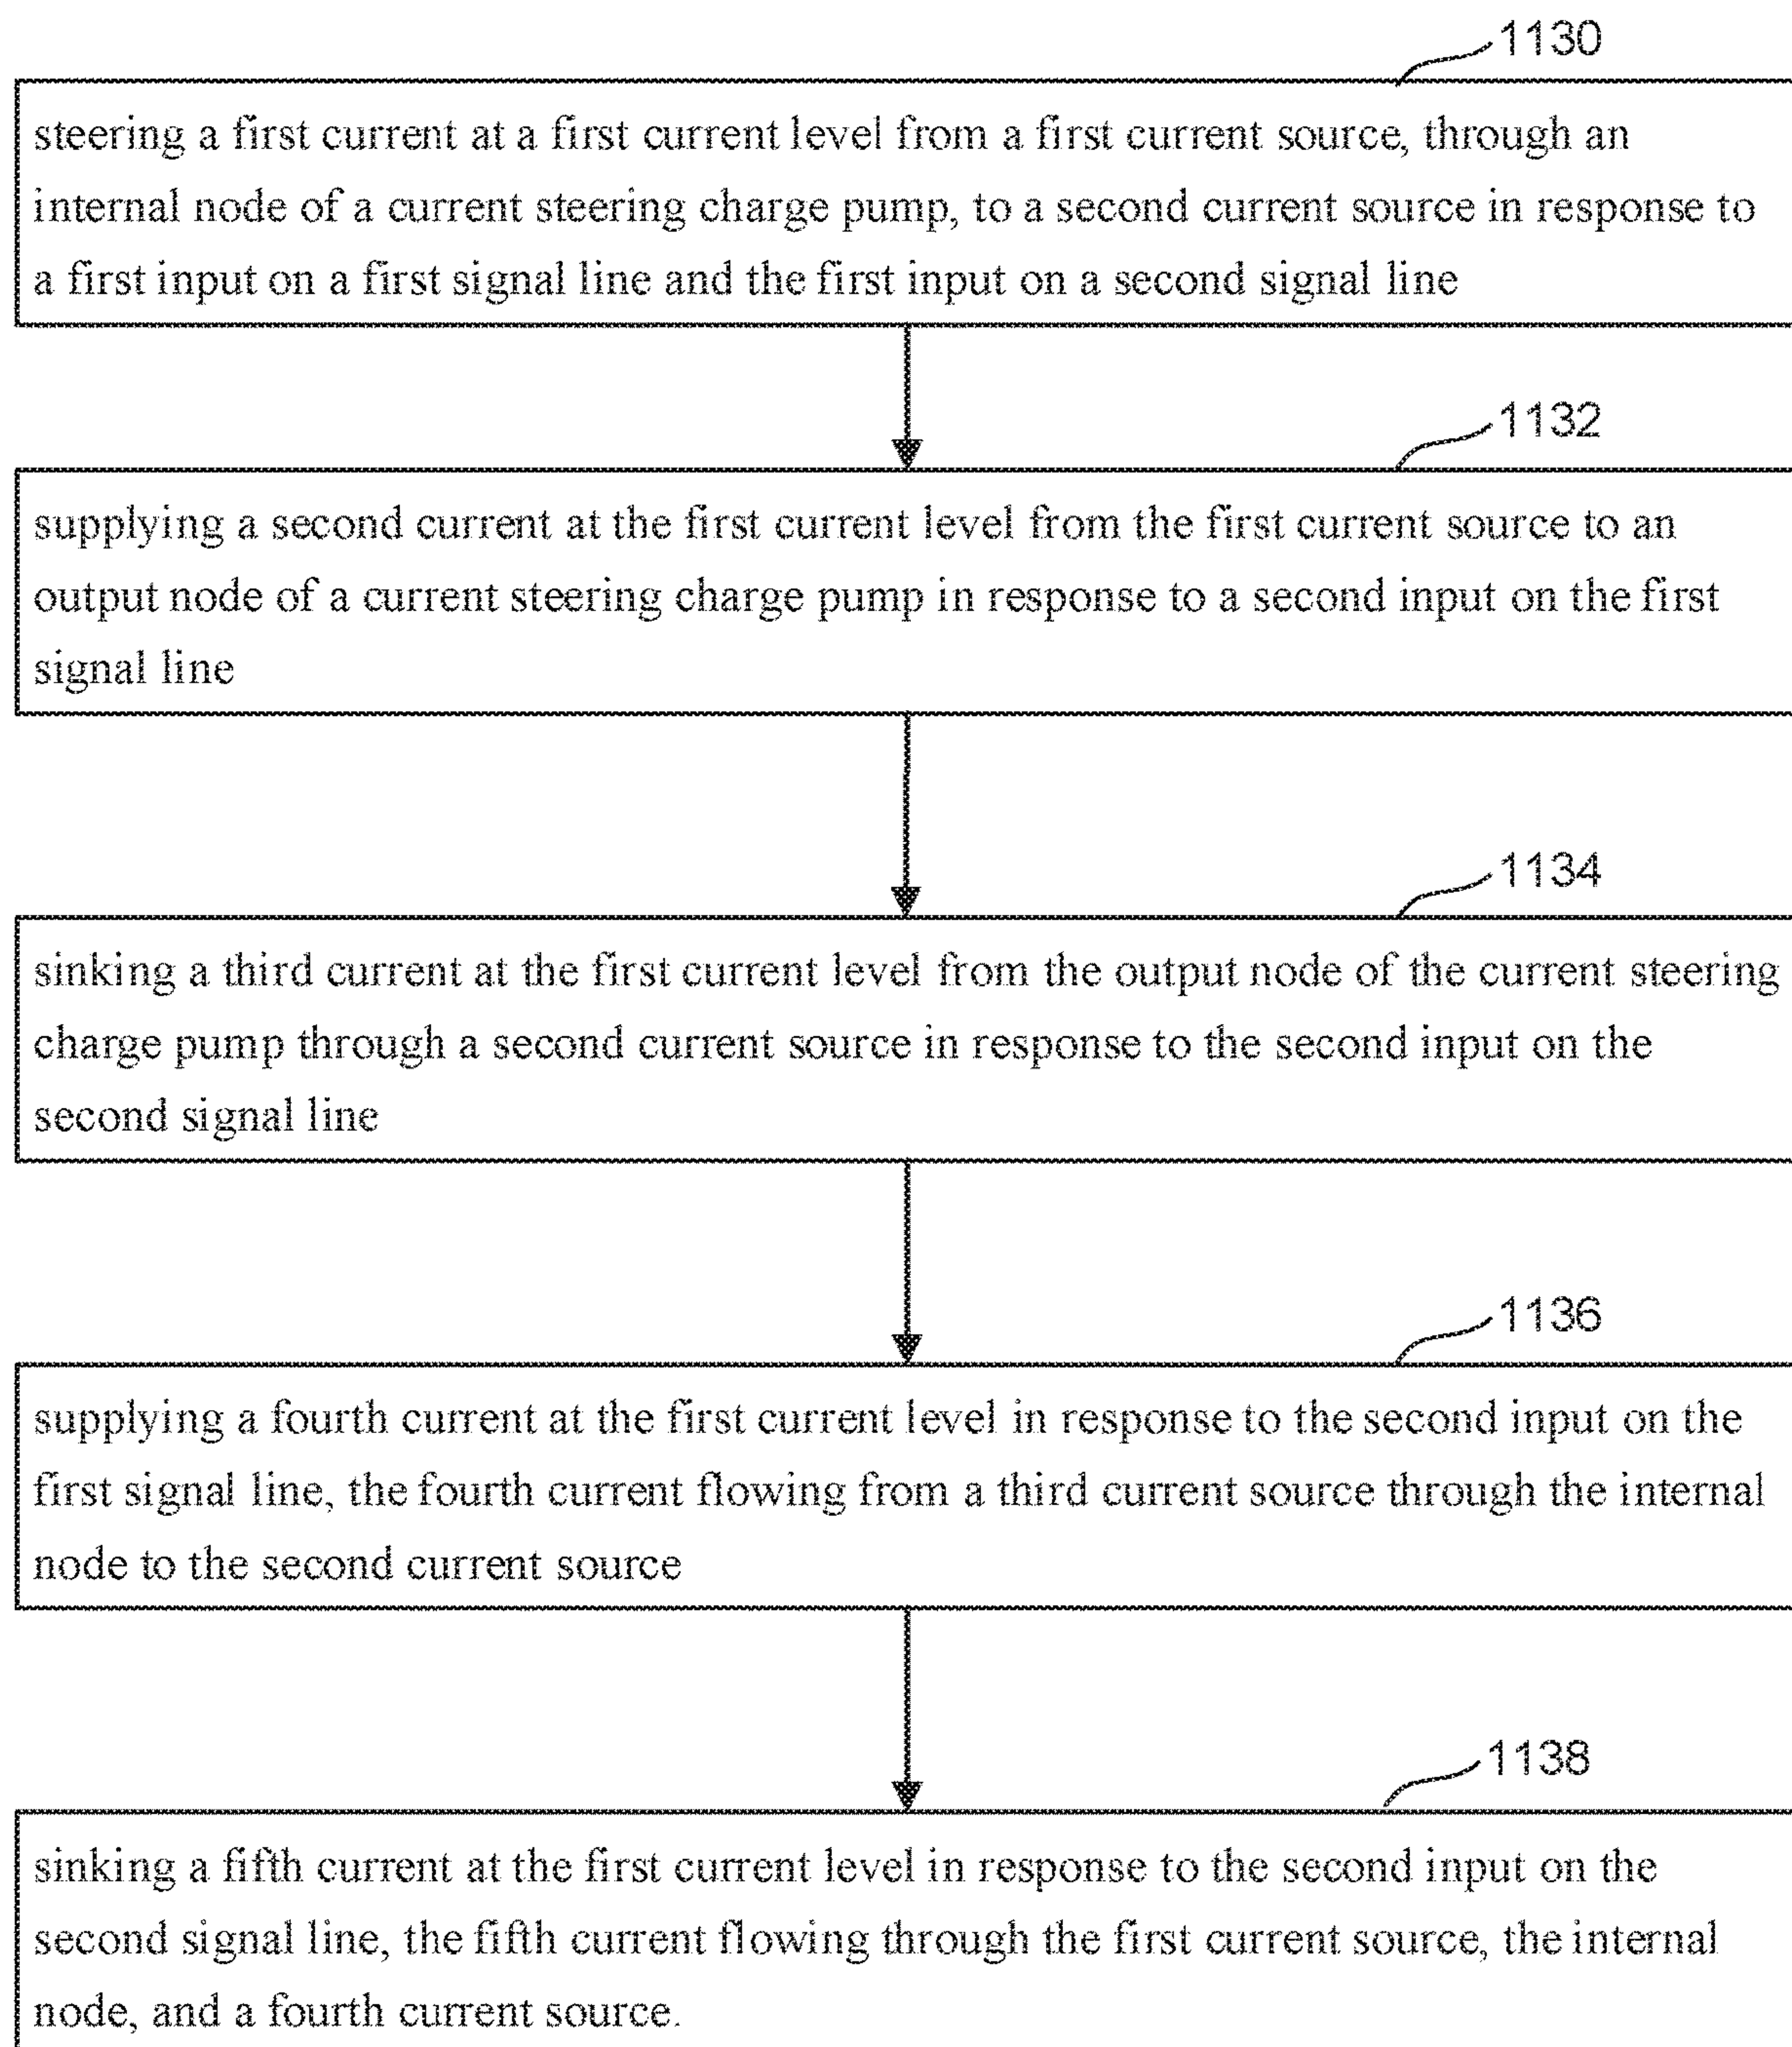 1130
steering a first current at a first current level from a first current source, through an
internal node of a current steering charge pump, to a second current source in response to
a first input on a first signal line and the first input on a second signal line
1132
supplying a second current at the first current level from the first current source to an
output node of a current steering charge pump in response to a second input on the first
signal line
1134
sinking a third current at the first current level from the output node of the current steering
charge pump through a second current source in response to the second input on the
second signal line
1136
supplying a fourth current at the first current level in response to the second input on the
first signal line, the fourth current flowing from a third current source through the internal
node to the second current source
1138
sinking a fifth current at the first current level in response to the second input on the
second signal line, the fifth current flowing through the first current source, the internal
node, and a fourth current source.